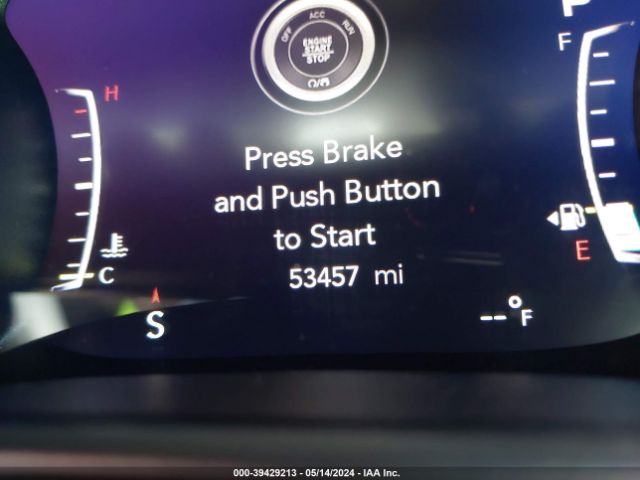 P
OFF ACC RUN
ENGINE
START
STOP
F
H
Press Brake
and Push Button
to Start
E
C
53457 mi
S
--°F
000-39429213 - 05/14/2024 - IAA Inc.